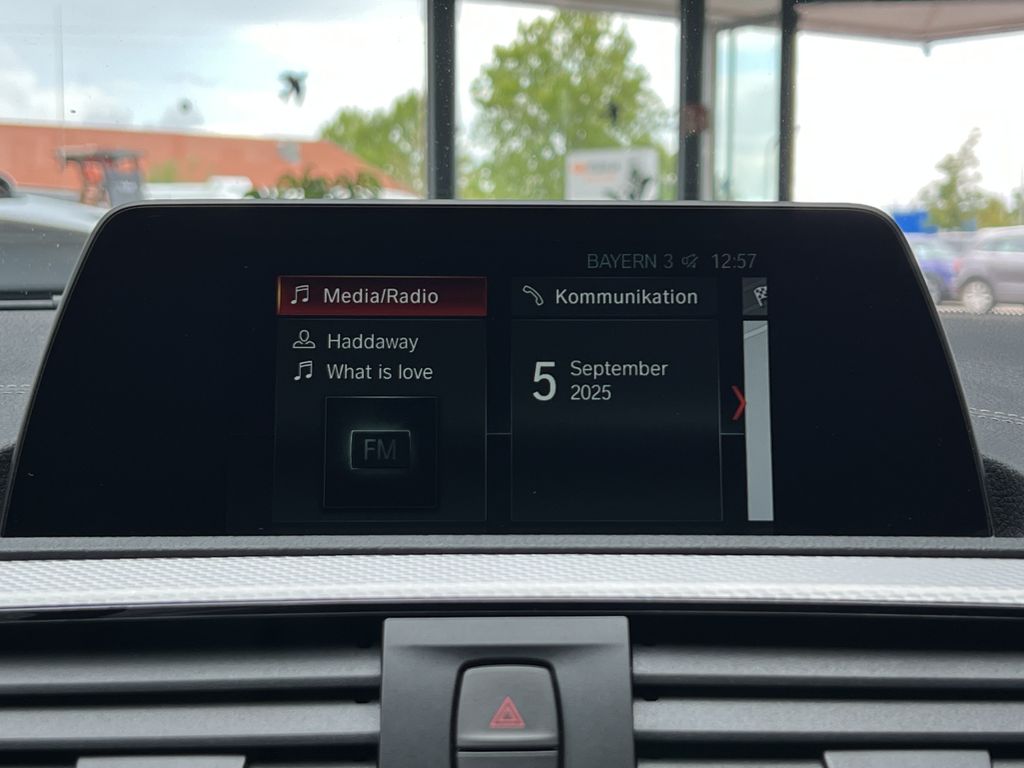 BAYERN 3 12:57
Media/Radio
Haddaway
What is love
FM
Kommunikation
5 September
2025